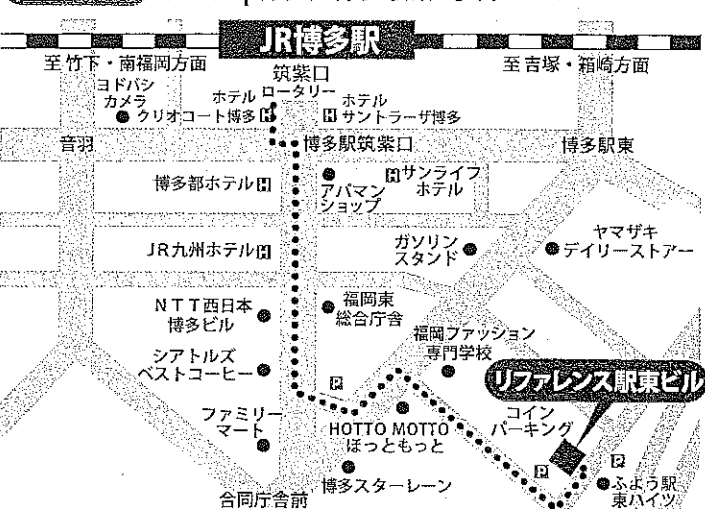 JR博多駅
至竹下・南福岡方面
筑紫口
ロータリー
至吉塚・箱崎方面
ヨドバシ
カメラ
ホテル
クリオコート博多 H
H ホテル
サントラーザ博多
音羽
博多駅筑紫口
博多駅東
博多都ホテル H
アパマン
ショップ
H サンライフ
ホテル
JR九州ホテル H
ガソリン
スタンド
ヤマザキ
デイリーストアー
NTT西日本
博多ビル
福岡東
総合庁舎
福岡ファッション
専門学校
シアトルズ
ベストコーヒー
P
リファレンス駅東ビル
ファミリー
マート
HOTTO MOTTO
ほっともっと
コイン
パーキング
P
P
合同庁舎前
博多スターレーン
ふよう駅
東ハイツ